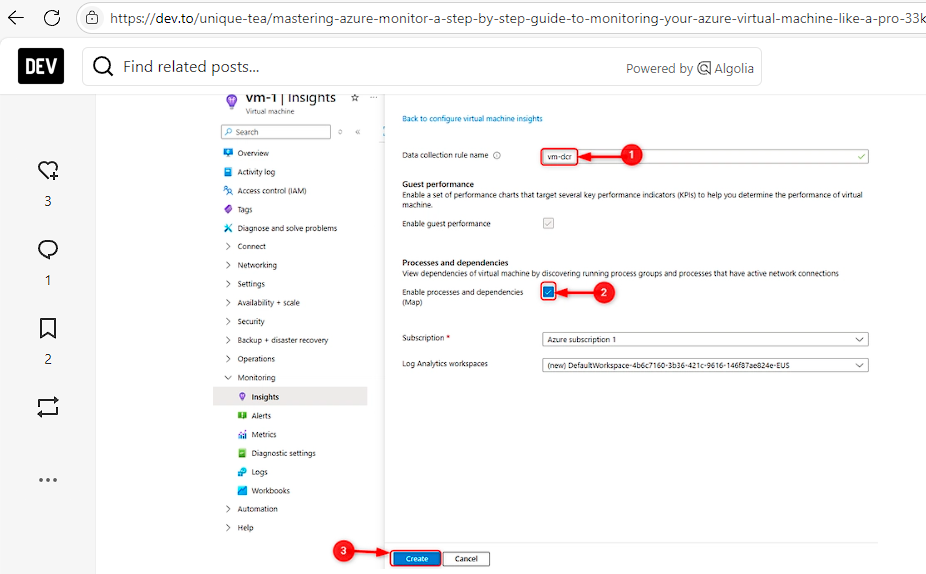 https://dev.to/unique-tea/mastering-azure-monitor-a-step-by-step-guide-to-monitoring-your-azure-virtual-machine-like-a-pro-33k
DEV
Find related posts...
Powered by Algolia
3
1
2
vm-1 | Insights
Virtual machine
Search
Overview
Activity log
Access control (IAM)
Tags
Diagnose and solve problems
Connect
Networking
Settings
Availability + scale
Security
Backup + disaster recovery
Operations
Monitoring
Insights
Alerts
Metrics
Diagnostic settings
Logs
Workbooks
Automation
Help
Back to configure virtual machine insights
Data collection rule name
vm-dcr
1
Guest performance
Enable a set of performance charts that target several key performance indicators (KPIs) to help you determine the performance of virtual
machine.
Enable guest performance
Processes and dependencies
View dependencies of virtual machine by discovering running process groups and processes that have active network connections
Enable processes and dependencies
(Map)
2
Subscription *
Azure subscription 1
Log Analytics workspaces
(new) DefaultWorkspace-4b6c7160-3b36-421c-9616-146f87ae824e-EUS
3
Create
Cancel